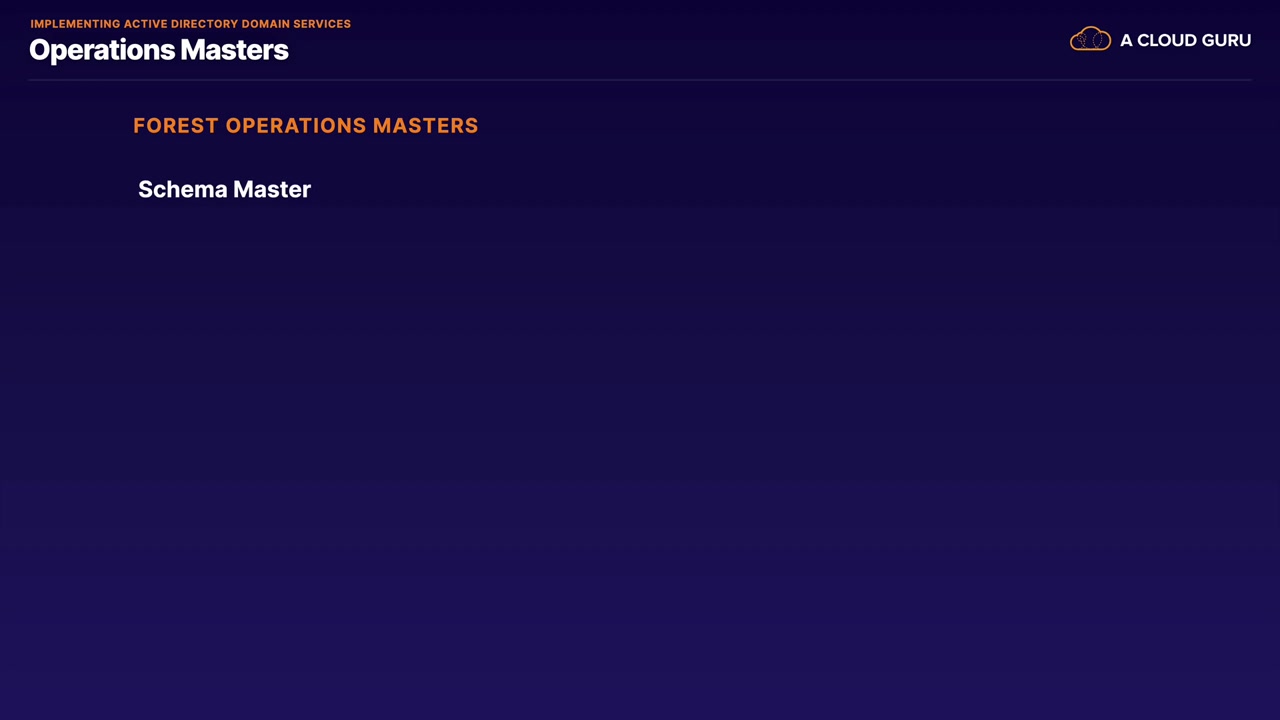 IMPLEMENTING ACTIVE DIRECTORY DOMAIN SERVICES
Operations Masters
A CLOUD GURU
FOREST OPERATIONS MASTERS
Schema Master